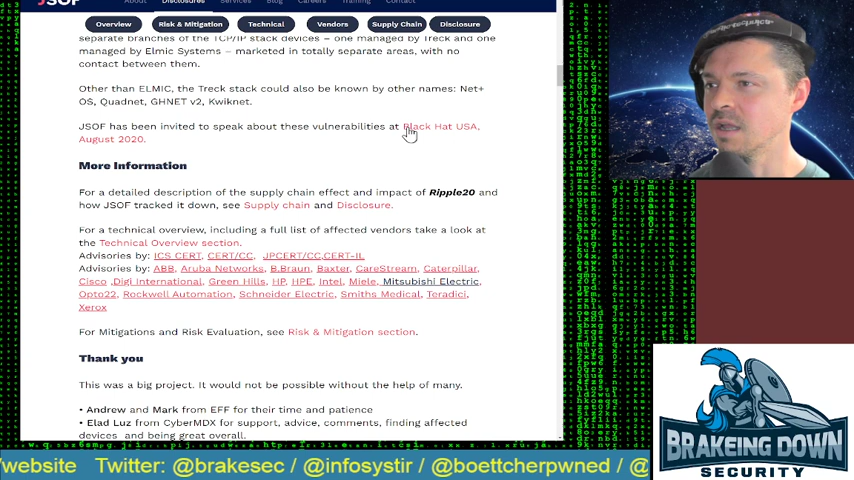 JSOF
About Disclosures Services Blog Careers Training Contact
Overview Risk & Mitigation Technical Vendors Supply Chain Disclosure
separate branches of the TCP/IP stack devices – one managed by Treck and one
managed by Elmic Systems – marketed in totally separate areas, with no
contact between them.
Other than ELMIC, the Treck stack could also be known by other names: Net+
OS, Quadnet, GHNET v2, Kwiknet.
JSOF has been invited to speak about these vulnerabilities at Black Hat USA,
August 2020.
More Information
For a detailed description of the supply chain effect and impact of Ripple20 and
how JSOF tracked it down, see Supply chain and Disclosure.
For a technical overview, including a full list of affected vendors take a look at
the Technical Overview section.
Advisories by: ICS CERT, CERT/CC, JPCERT/CC,CERT-IL
Advisories by: ABB, Aruba Networks, B.Braun, Baxter, CareStream, Caterpillar,
Cisco ,Digi International, Green Hills, HP, HPE, Intel, Miele, Mitsubishi Electric,
Opto22, Rockwell Automation, Schneider Electric, Smiths Medical, Teradici,
Xerox
For Mitigations and Risk Evaluation, see Risk & Mitigation section.
Thank you
This was a big project. It would not be possible without the help of many.
• Andrew and Mark from EFF for their time and patience
• Elad Luz from CyberMDX for support, advice, comments, finding affected
devices and being great overall.
/website Twitter: @brakesec / @infosystir / @boettcherpwned / @
BRAKEING DOWN
SECURITY